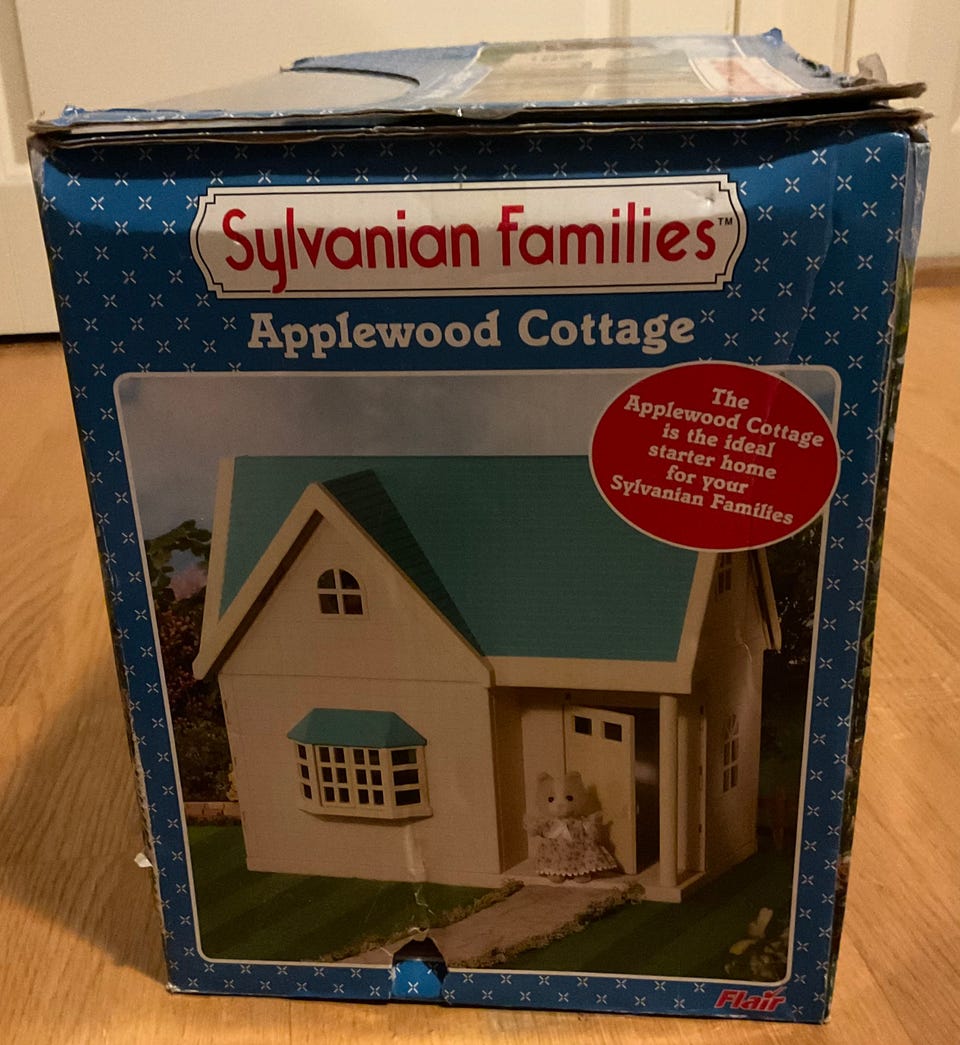 Sylvanian Families™
Applewood Cottage
The
Applewood Cottage
is the ideal
starter home
for your
Sylvanian Families
Flair